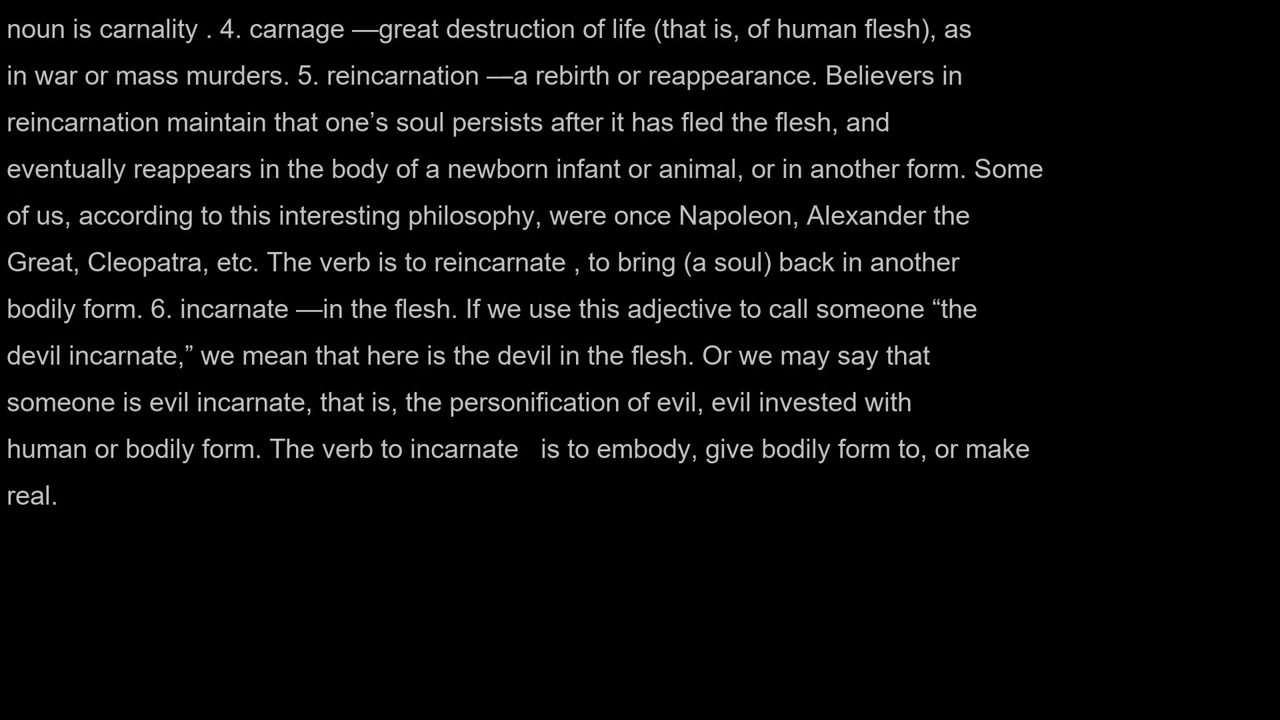 noun is carnality . 4. carnage —great destruction of life (that is, of human flesh), as
in war or mass murders. 5. reincarnation —a rebirth or reappearance. Believers in
reincarnation maintain that one’s soul persists after it has fled the flesh, and
eventually reappears in the body of a newborn infant or animal, or in another form. Some
of us, according to this interesting philosophy, were once Napoleon, Alexander the
Great, Cleopatra, etc. The verb is to reincarnate , to bring (a soul) back in another
bodily form. 6. incarnate —in the flesh. If we use this adjective to call someone “the
devil incarnate,” we mean that here is the devil in the flesh. Or we may say that
someone is evil incarnate, that is, the personification of evil, evil invested with
human or bodily form. The verb to incarnate   is to embody, give bodily form to, or make
real.